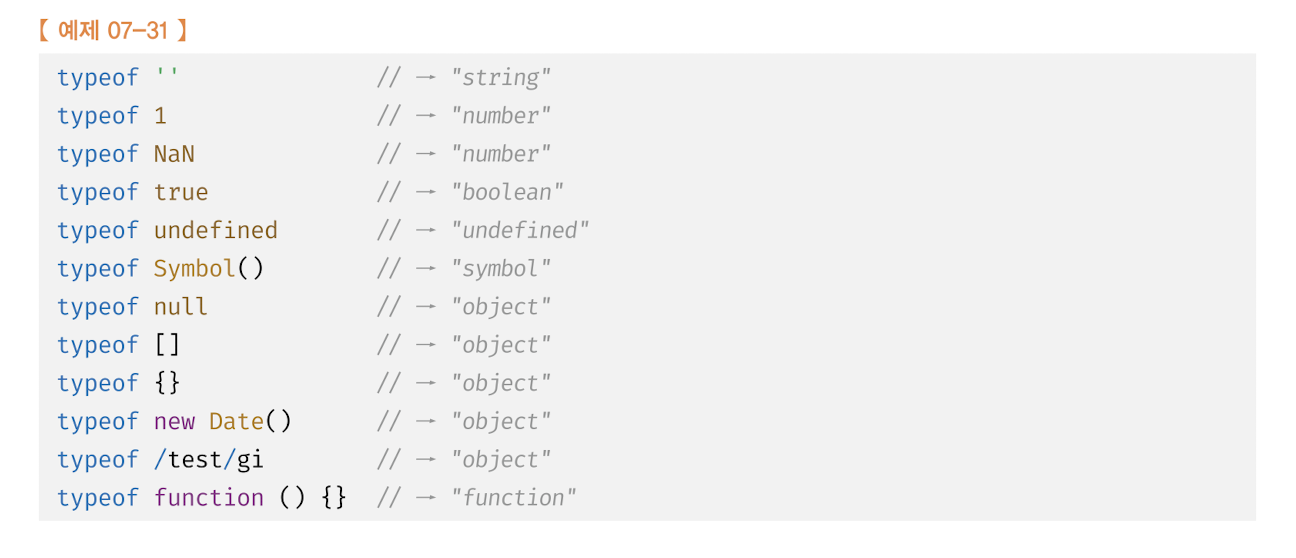 【 예제 07-31 】
typeof '' // → "string"
typeof 1 // → "number"
typeof NaN // → "number"
typeof true // → "boolean"
typeof undefined // → "undefined"
typeof Symbol() // → "symbol"
typeof null // → "object"
typeof [] // → "object"
typeof {} // → "object"
typeof new Date() // → "object"
typeof /test/gi // → "object"
typeof function () {} // → "function"